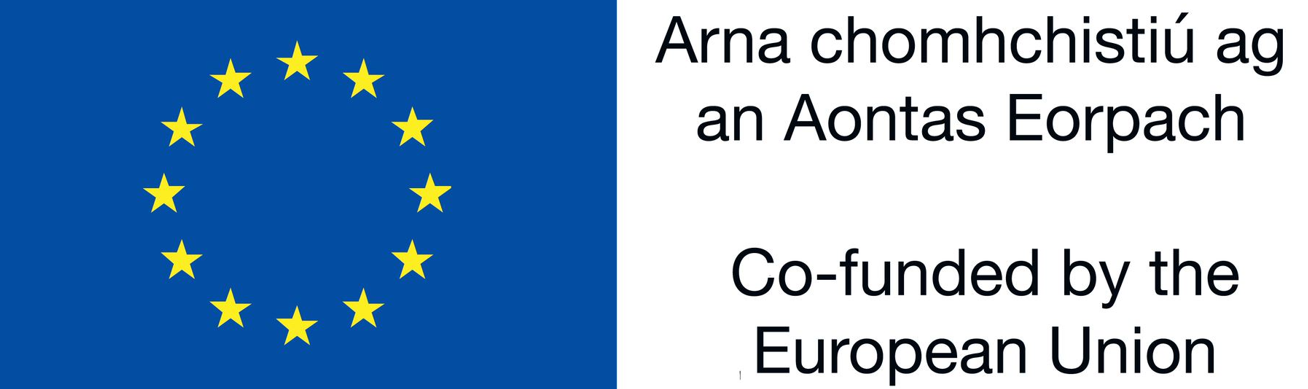 Arna chomhchistiú ag
an Aontas Eorpach
Co-funded by the
European Union